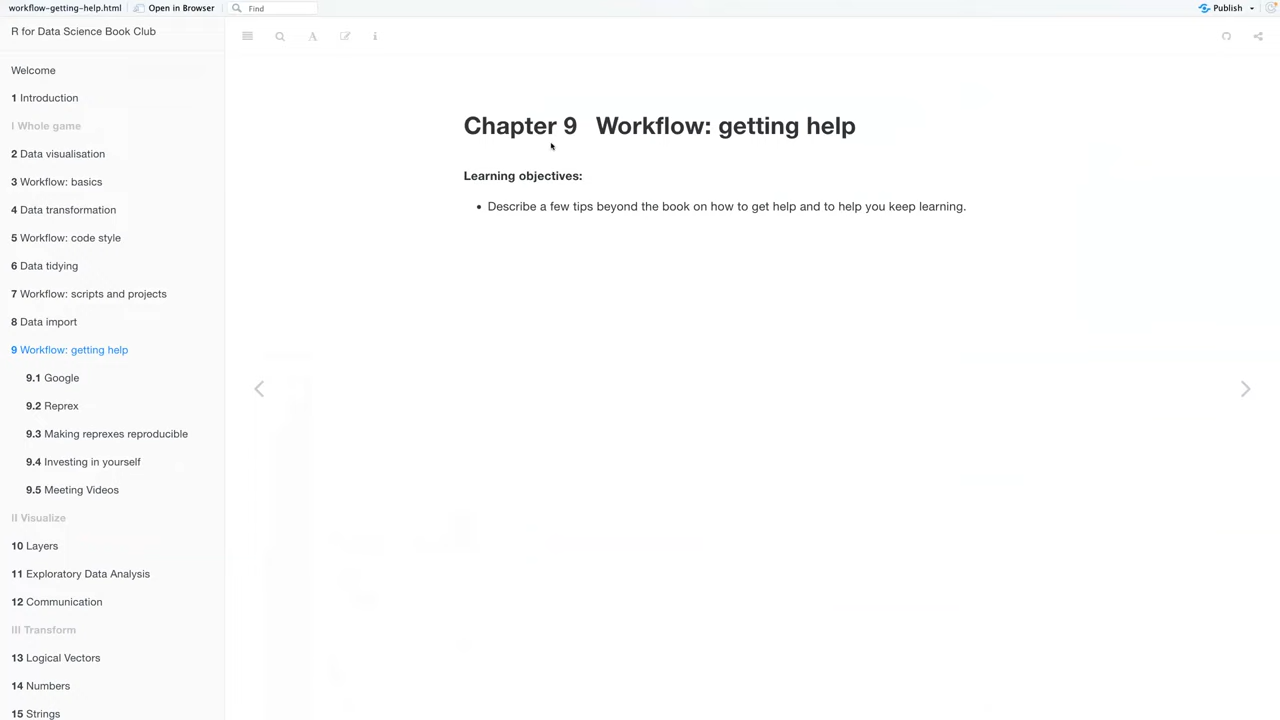 workflow-getting-help.html
Open in Browser
Find
Publish
R for Data Science Book Club
Welcome
1 Introduction
I Whole game
2 Data visualisation
3 Workflow: basics
4 Data transformation
5 Workflow: code style
6 Data tidying
7 Workflow: scripts and projects
8 Data import
9 Workflow: getting help
9.1 Google
9.2 Reprex
9.3 Making reprexes reproducible
9.4 Investing in yourself
9.5 Meeting Videos
II Visualize
10 Layers
11 Exploratory Data Analysis
12 Communication
III Transform
13 Logical Vectors
14 Numbers
15 Strings
A
i
Chapter 9 Workflow: getting help
Learning objectives:
• Describe a few tips beyond the book on how to get help and to help you keep learning.